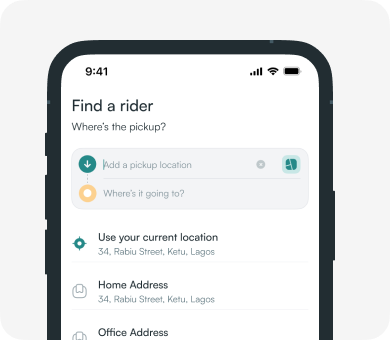 9:41
Find a rider
Where's the pickup?
Add a pickup location
Where's it going to?
Use your current location
34, Rabiu Street, Ketu, Lagos
Home Address
34, Rabiu Street, Ketu, Lagos
Office Address